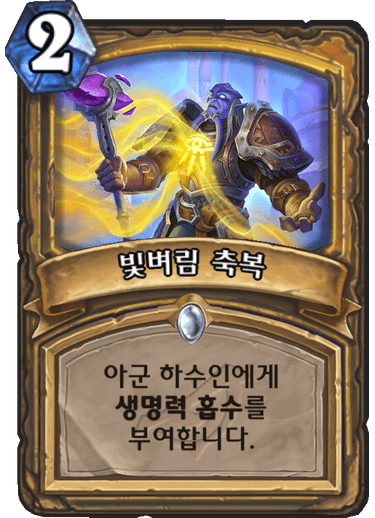 2
빛벼림 축복
아군 하수인에게
생명력 흡수를
부여합니다.